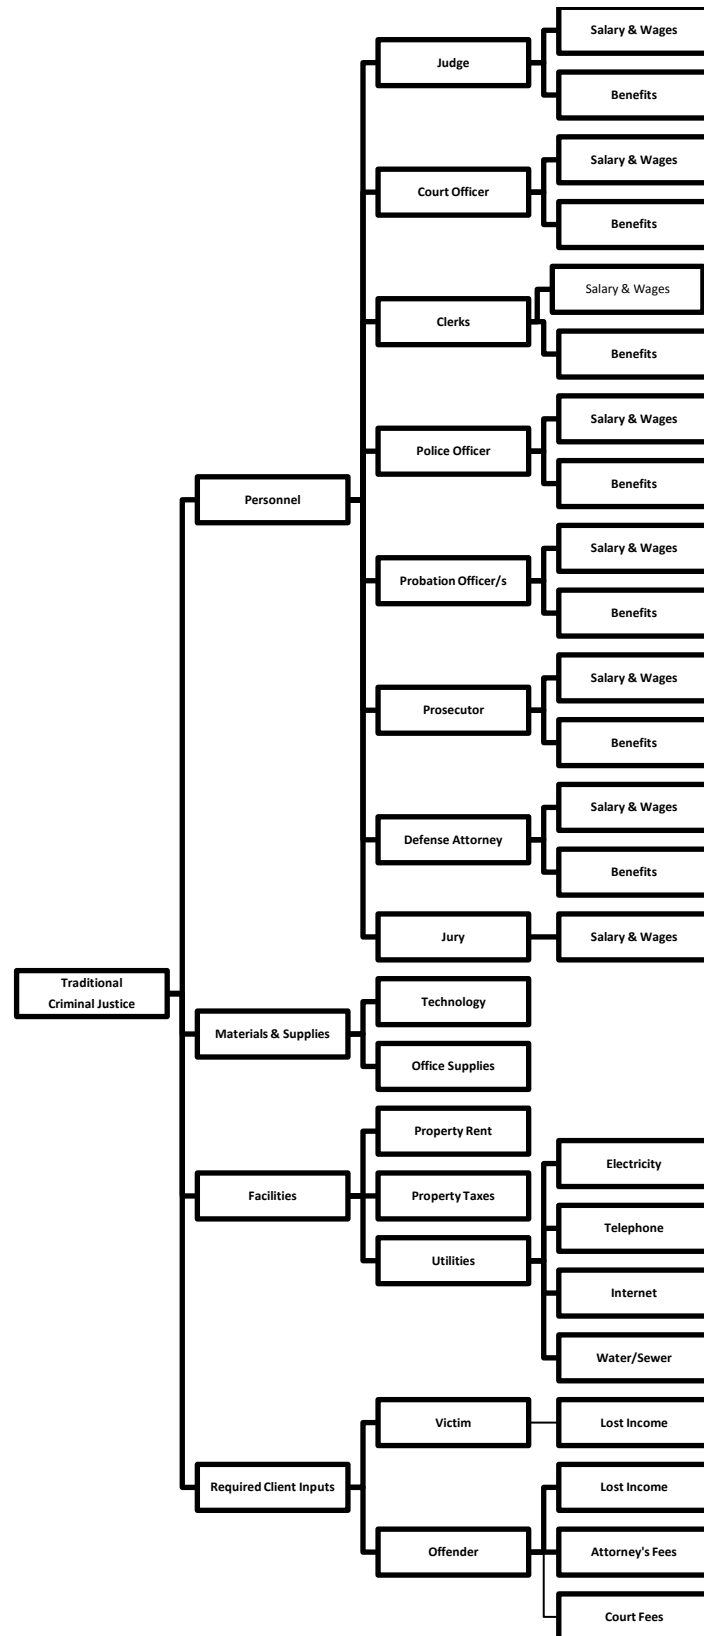 Salary & Wages
Judge
Benefits
Salary & Wages
Court Officer
Benefits
Salary & Wages
Clerks
Benefits
Salary & Wages
Police Officer
Benefits
Personnel
Salary & Wages
Probation Officer/s
Benefits
Salary & Wages
Prosecutor
Benefits
Salary & Wages
Defense Attorney
Benefits
Jury
Salary & Wages
Traditional
Criminal Justice
Technology
Materials & Supplies
Office Supplies
Property Rent
Electricity
Facilities
Property Taxes
Telephone
Utilities
Internet
Water/Sewer
Victim
Lost Income
Required Client Inputs
Lost Income
Offender
Attorney's Fees
Court Fees